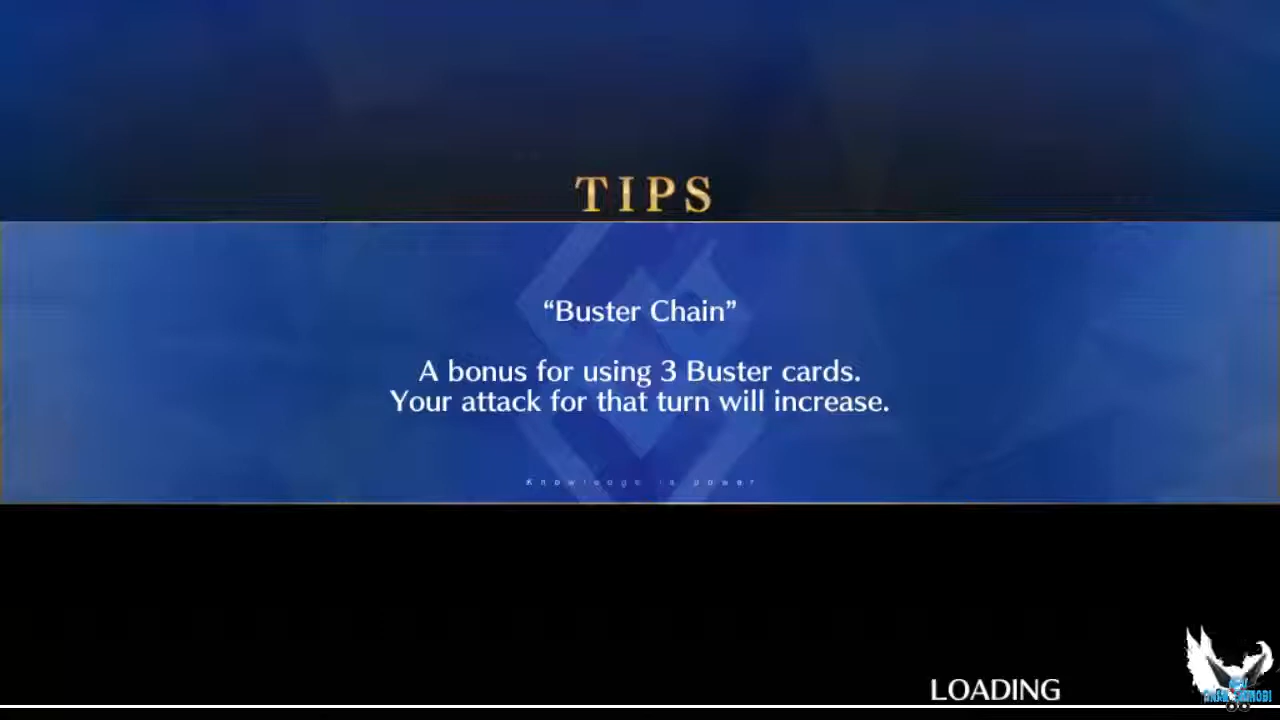 TIPS
“Buster Chain”
A bonus for using 3 Buster cards.
Your attack for that turn will increase.
Knowledge is power
LOADING